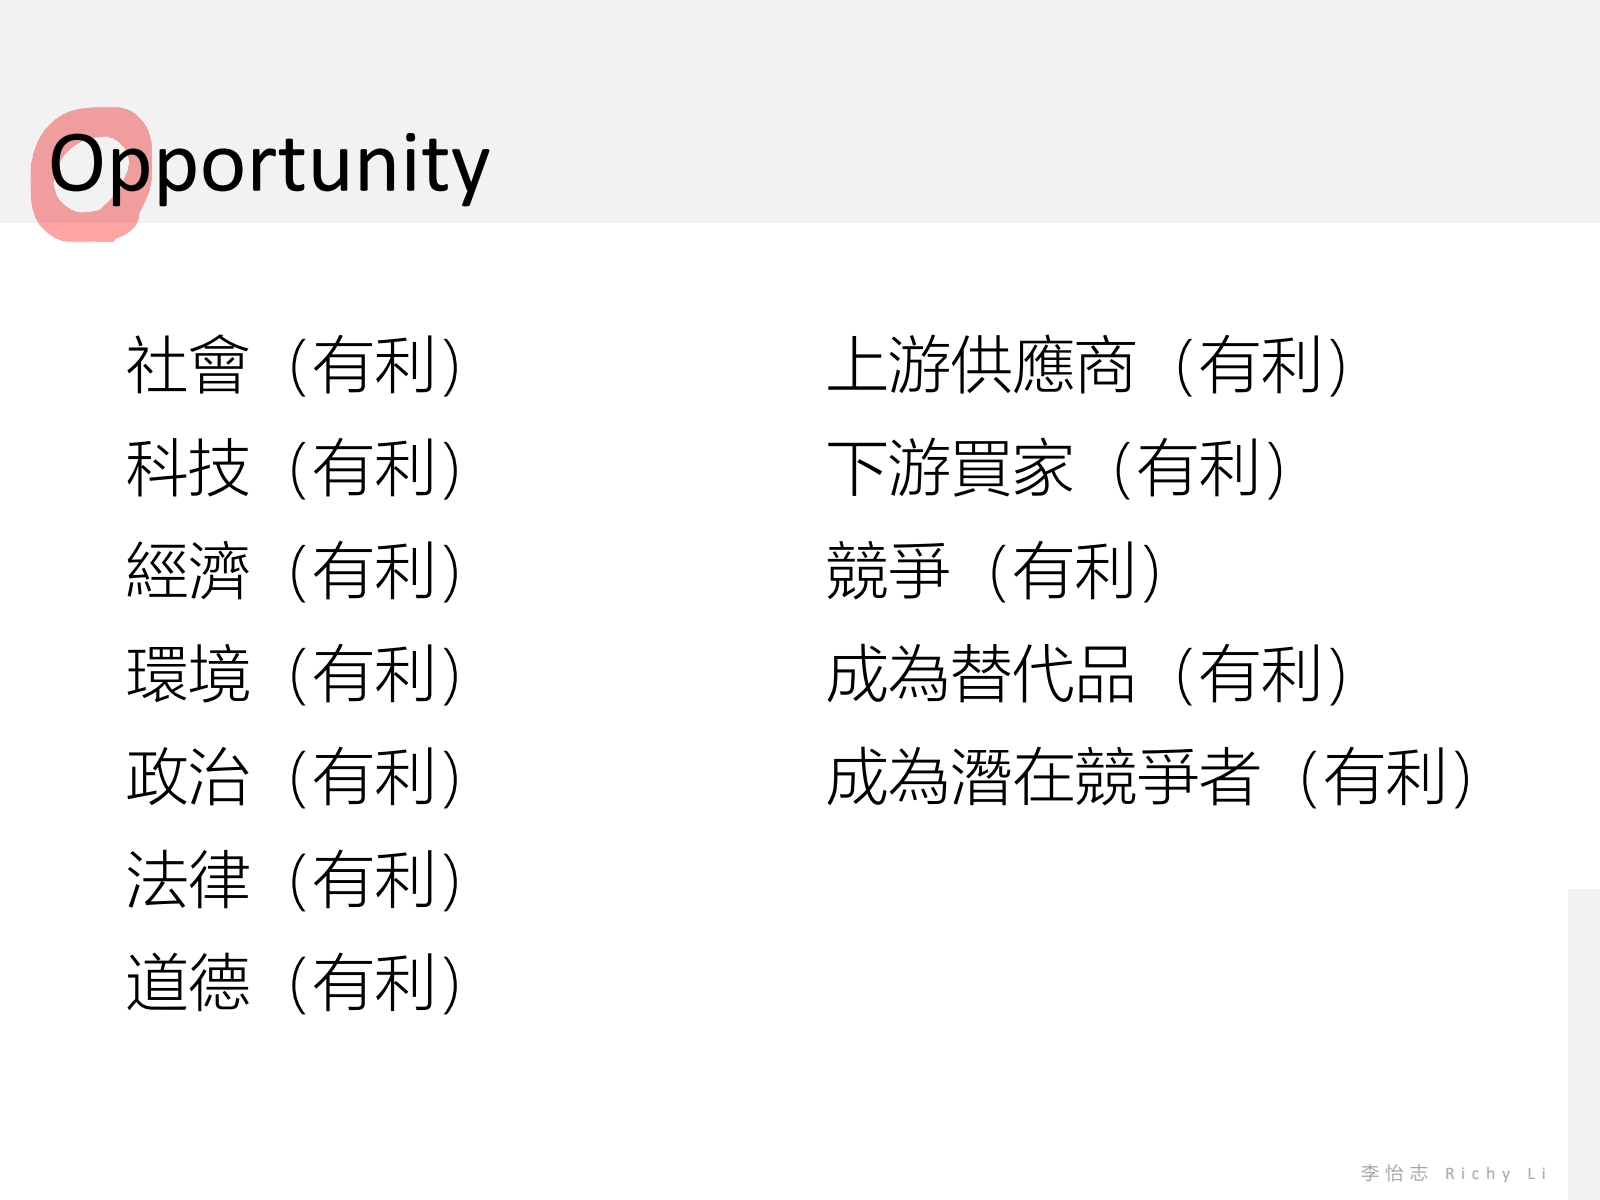 Opportunity
社會（有利）
科技（有利）
經濟（有利）
環境（有利）
政治（有利）
法律（有利）
道德（有利）
上游供應商（有利）
下游買家（有利）
競爭（有利）
成為替代品（有利）
成為潛在競爭者（有利）
李怡志 Richy Li